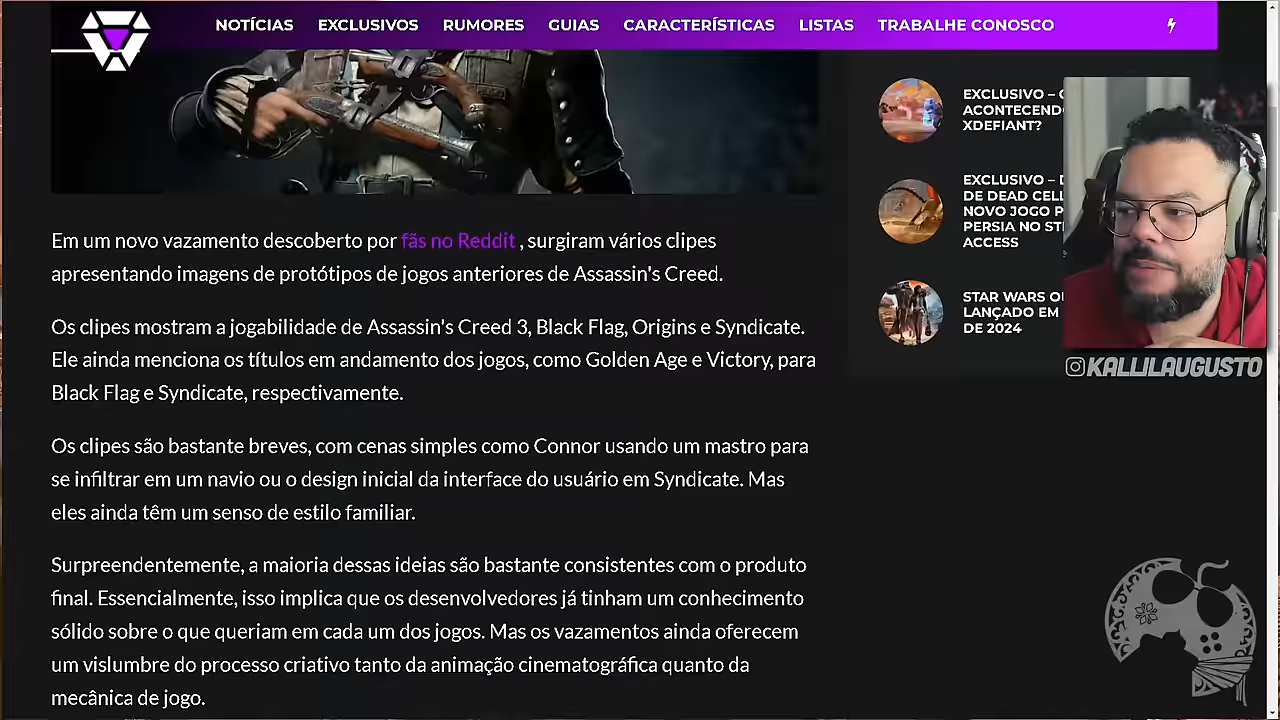 NOTÍCIAS EXCLUSIVOS RUMORES GUIAS CARACTERÍSTICAS LISTAS TRABALHE CONOSCO
Em um novo vazamento descoberto por fãs no Reddit , surgiram vários clipes
apresentando imagens de protótipos de jogos anteriores de Assassin's Creed.
Os clipes mostram a jogabilidade de Assassin's Creed 3, Black Flag, Origins e Syndicate.
Ele ainda menciona os títulos em andamento dos jogos, como Golden Age e Victory, para
Black Flag e Syndicate, respectivamente.
Os clipes são bastante breves, com cenas simples como Connor usando um mastro para
se infiltrar em um navio ou o design inicial da interface do usuário em Syndicate. Mas
eles ainda têm um senso de estilo familiar.
Surpreendentemente, a maioria dessas ideias são bastante consistentes com o produto
final. Essencialmente, isso implica que os desenvolvedores já tinham um conhecimento
sólido sobre o que queriam em cada um dos jogos. Mas os vazamentos ainda oferecem
um vislumbre do processo criativo tanto da animação cinematográfica quanto da
mecânica de jogo.
EXCLUSIVO –
ACONTECEND
XDEFIANT?
EXCLUSIVO –
DE DEAD CELL
NOVO JOGO P
PERSIA NO ST
ACCESS
STAR WARS O
LANÇADO EM
DE 2024
KALLILAUGUSTO